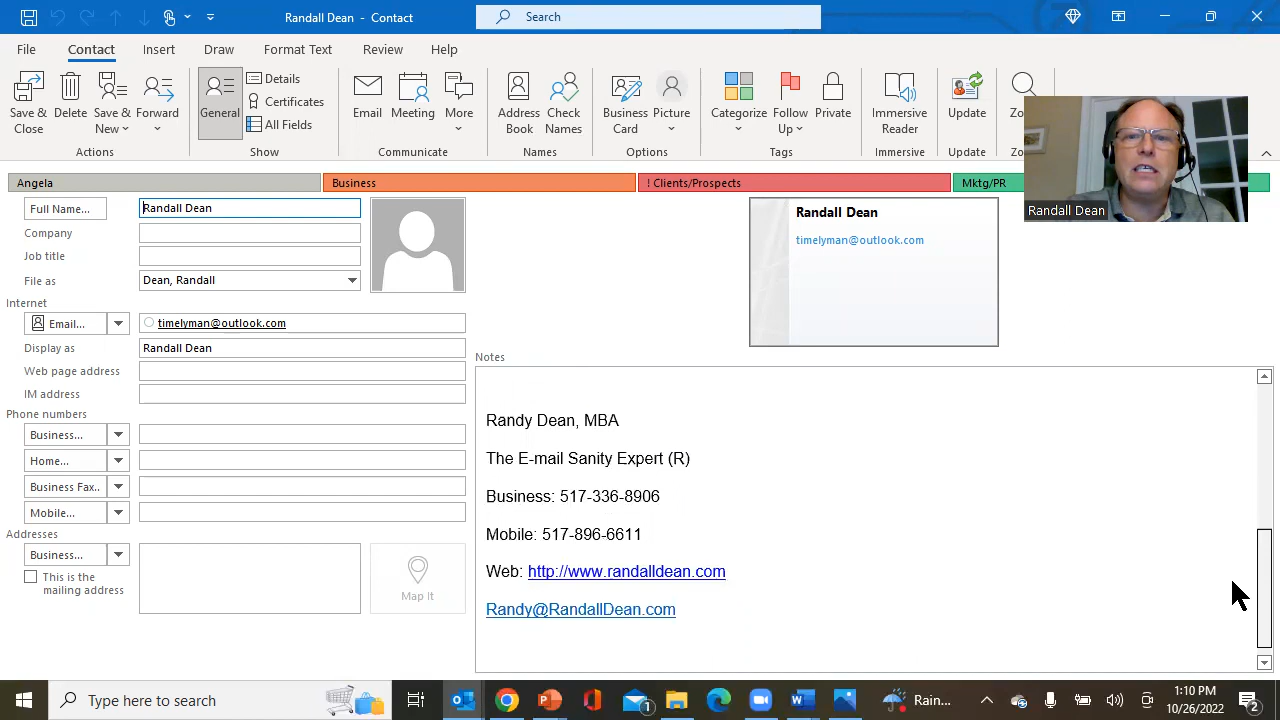 Randall Dean - Contact
Search
File Contact Insert Draw Format Text Review Help
Save & Close
Delete
Save & New
Forward
General
Details
Certificates
All Fields
Email
Meeting
More
Address Book
Check Names
Business Card
Picture
Categorize
Follow Up
Private
Immersive Reader
Update
Actions Show Communicate Names Options Tags Immersive Update
Angela Business ! Clients/Prospects Mktg/PR
Randall Dean
Full Name... Randall Dean
Company
Job title
File as Dean, Randall
Internet
Email... timelyman@outlook.com
Display as Randall Dean
Web page address
IM address
Phone numbers
Business...
Home...
Business Fax..
Mobile...
Addresses
Business...
This is the mailing address
Map It
Randall Dean
timelyman@outlook.com
Notes
Randy Dean, MBA
The E-mail Sanity Expert (R)
Business: 517-336-8906
Mobile: 517-896-6611
Web: http://www.randalldean.com
Randy@RandallDean.com
Type here to search
1
Rain...
1:10 PM
10/26/2022
2